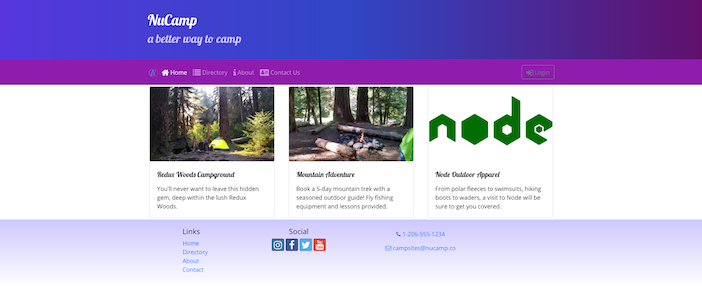 NuCamp
a better way to camp
Home Directory About Contact Us Login
node
Redux Woods Campground
You'll never want to leave this hidden
gem, deep within the lush Redux
Woods.
Mountain Adventure
Book a 5-day mountain trek with a
seasoned outdoor guide! Fly fishing
equipment and lessons provided.
Node Outdoor Apparel
From polar fleeces to swimsuits, hiking
boots to waders, a visit to Node will be
sure to get you covered.
Links
Home
Directory
About
Contact
Social
1-206-555-1234
campsites@nucamp.co